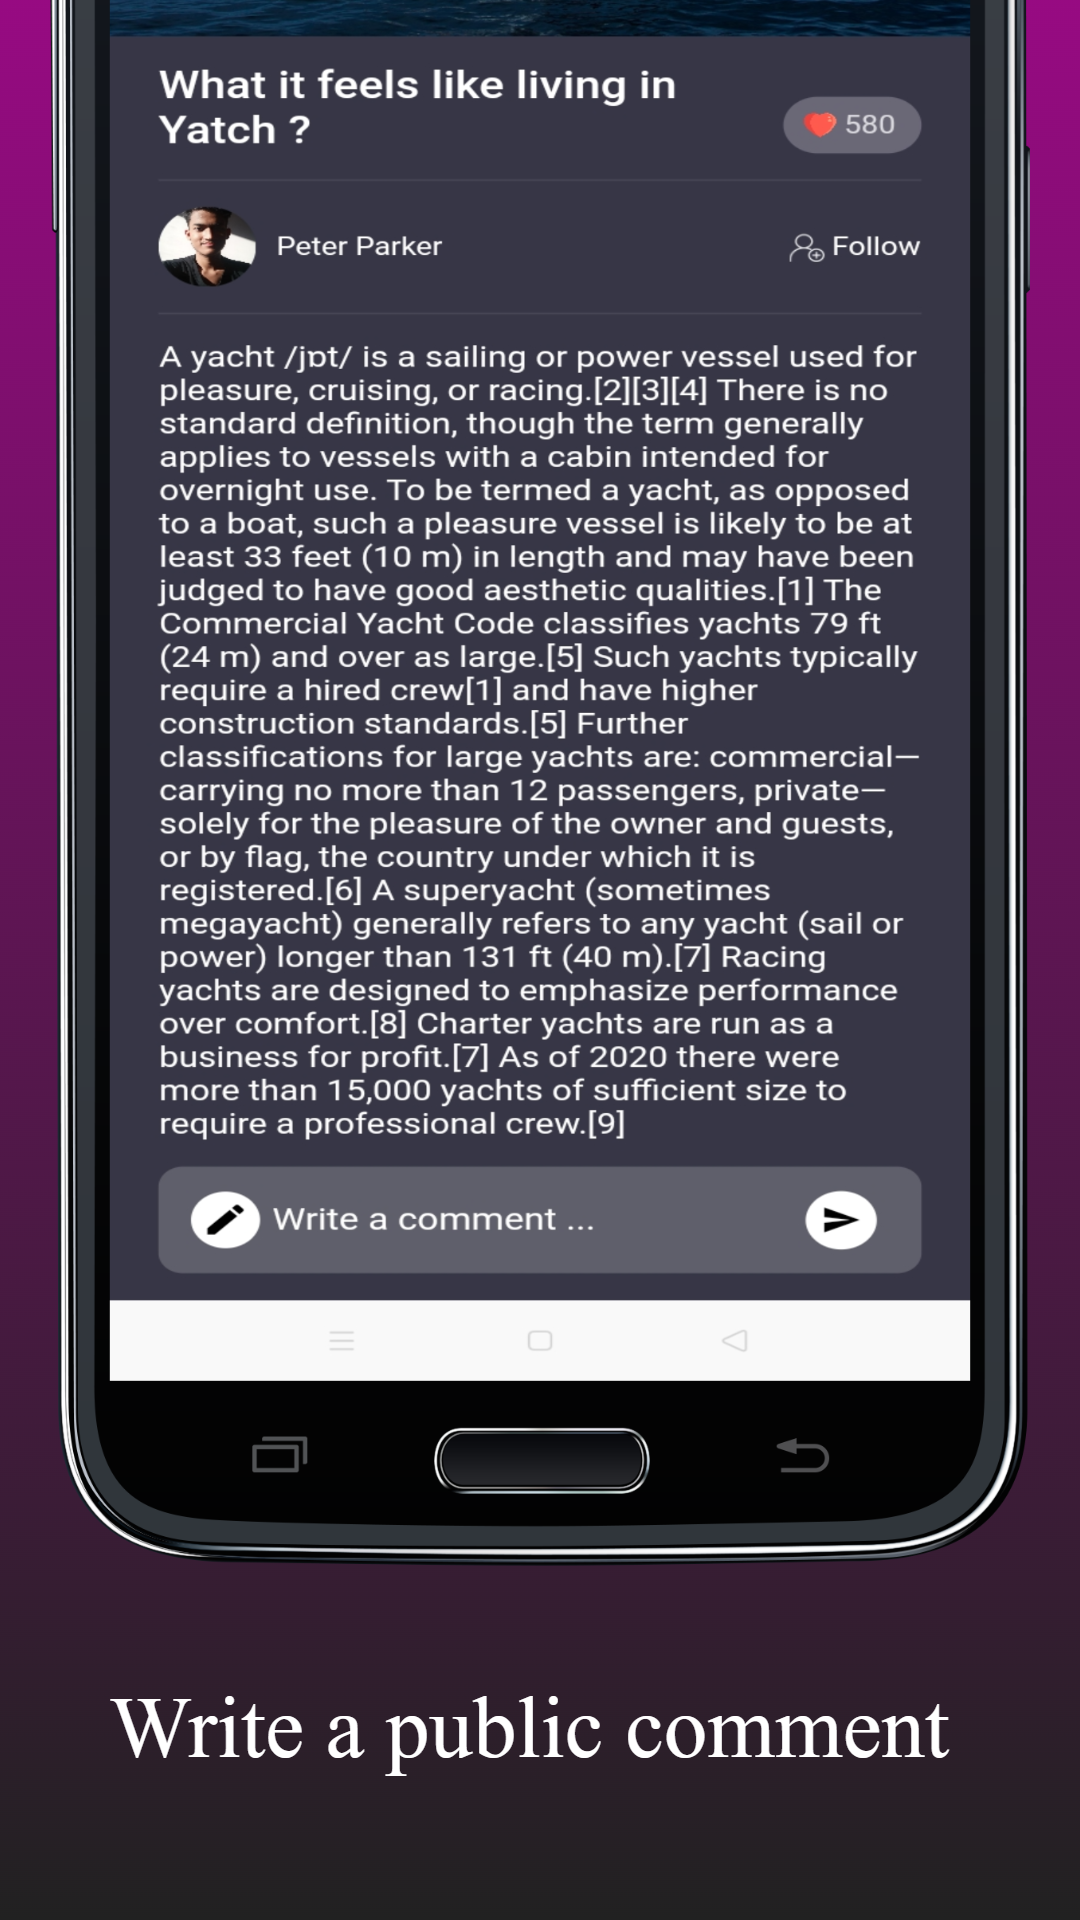 What it feels like living in
Yatch ?
580
Peter Parker
Follow
A yacht /jɒt/ is a sailing or power vessel used for
pleasure, cruising, or racing.[2][3][4] There is no
standard definition, though the term generally
applies to vessels with a cabin intended for
overnight use. To be termed a yacht, as opposed
to a boat, such a pleasure vessel is likely to be at
least 33 feet (10 m) in length and may have been
judged to have good aesthetic qualities.[1] The
Commercial Yacht Code classifies yachts 79 ft
(24 m) and over as large.[5] Such yachts typically
require a hired crew[1] and have higher
construction standards.[5] Further
classifications for large yachts are: commercial—
carrying no more than 12 passengers, private—
solely for the pleasure of the owner and guests,
or by flag, the country under which it is
registered.[6] A superyacht (sometimes
megayacht) generally refers to any yacht (sail or
power) longer than 131 ft (40 m).[7] Racing
yachts are designed to emphasize performance
over comfort.[8] Charter yachts are run as a
business for profit.[7] As of 2020 there were
more than 15,000 yachts of sufficient size to
require a professional crew.[9]
Write a comment ...
Write a public comment